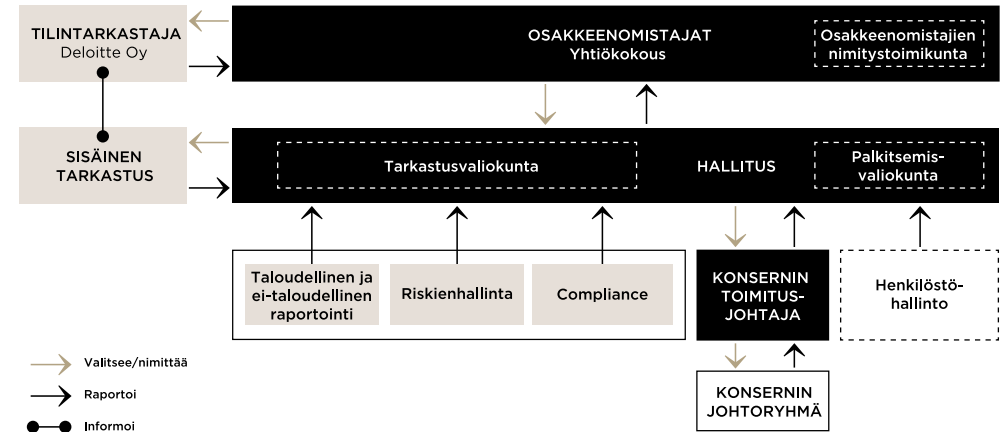 TILINTARKASTAJA
Deloitte Oy
OSAKKEENOMISTAJAT
Yhtiökokous
Osakkeenomistajien
nimitystoimikunta
SISÄINEN
TARKASTUS
Tarkastusvaliokunta
HALLITUS
Palkitsemis-
valiokunta
Taloudellinen ja
ei-taloudellinen
raportointi
Riskienhallinta
Compliance
KONSERNIN
TOIMITUS-
JOHTAJA
Henkilöstö-
hallinto
KONSERNIN
JOHTORYHMÄ
Valitsee/nimittää
Raportoi
Informoi